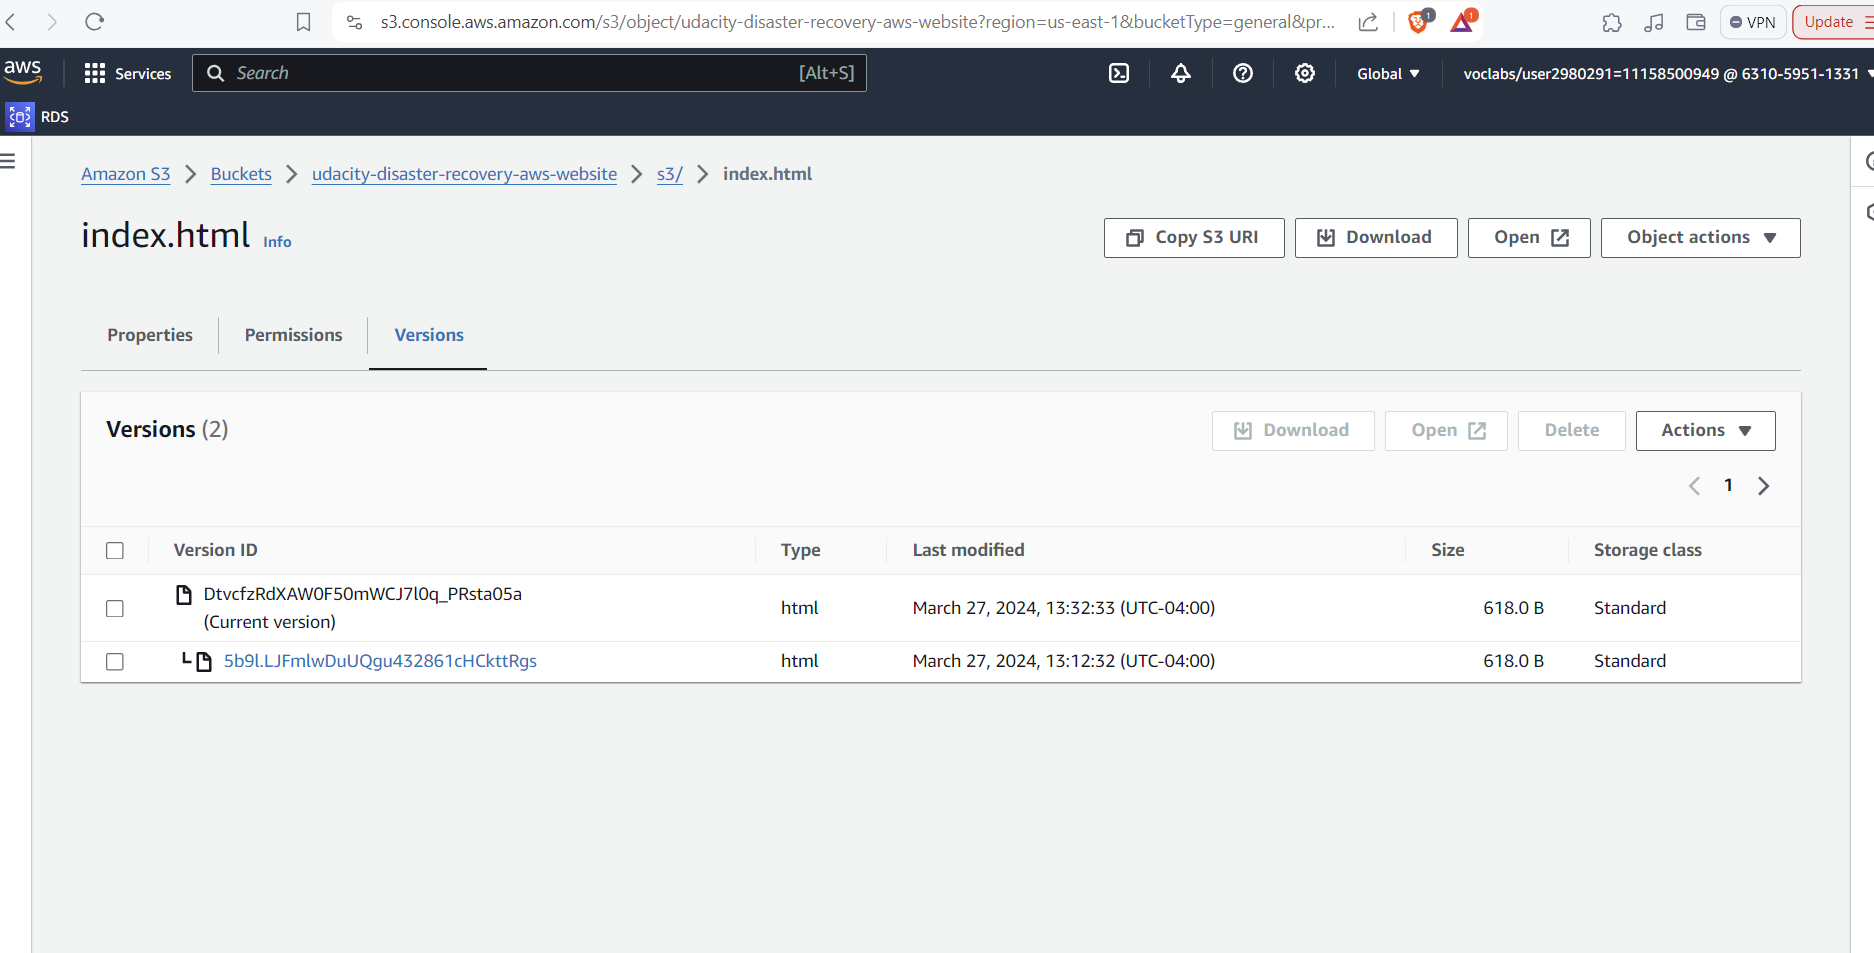 s3.console.aws.amazon.com/s3/object/udacity-disaster-recovery-aws-website?region=us-east-1&bucketType=general&pr...
1
1
VPN
Update
aws
Services
Search
[Alt+S]
Global
voclabs/user2980291=11158500949 @ 6310-5951-1331
RDS
Amazon S3 > Buckets > udacity-disaster-recovery-aws-website > s3/ > index.html
index.html Info
Copy S3 URI
Download
Open
Object actions
Properties
Permissions
Versions
Versions (2)
Download
Open
Delete
Actions
1
Version ID Type Last modified Size Storage class
DtvcfzRdXAW0F50mWCJ7l0q_PRsta05a
(Current version)
html March 27, 2024, 13:32:33 (UTC-04:00) 618.0 B Standard
5b9l.LJFmlwDuUQgu432861cHCkttRgs html March 27, 2024, 13:12:32 (UTC-04:00) 618.0 B Standard